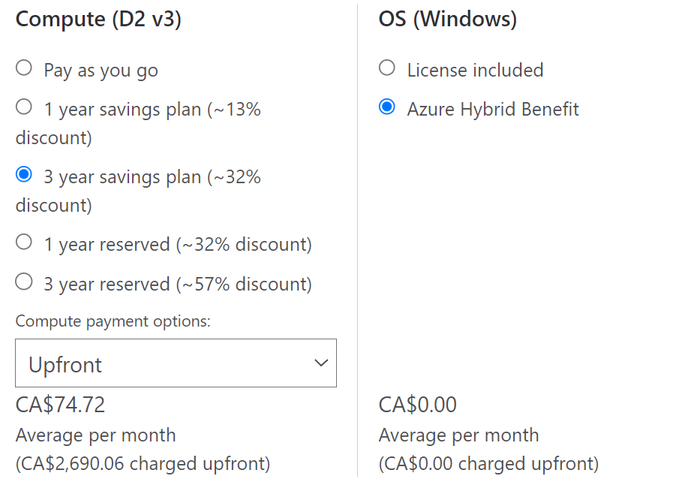 Compute (D2 v3)
Pay as you go
1 year savings plan (~13%
discount)
3 year savings plan (~32%
discount)
1 year reserved (~32% discount)
3 year reserved (~57% discount)
Compute payment options:
Upfront
CA$74.72
Average per month
(CA$2,690.06 charged upfront)
OS (Windows)
License included
Azure Hybrid Benefit
CA$0.00
Average per month
(CA$0.00 charged upfront)